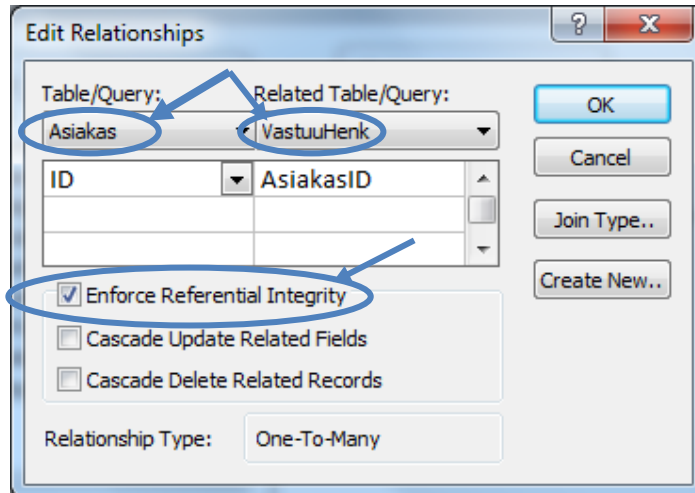 Edit Relationships
Table/Query: Related Table/Query:
Asiakas VastuuHenk
ID AsiakasID
Enforce Referential Integrity
Cascade Update Related Fields
Cascade Delete Related Records
Relationship Type: One-To-Many
OK
Cancel
Join Type..
Create New..